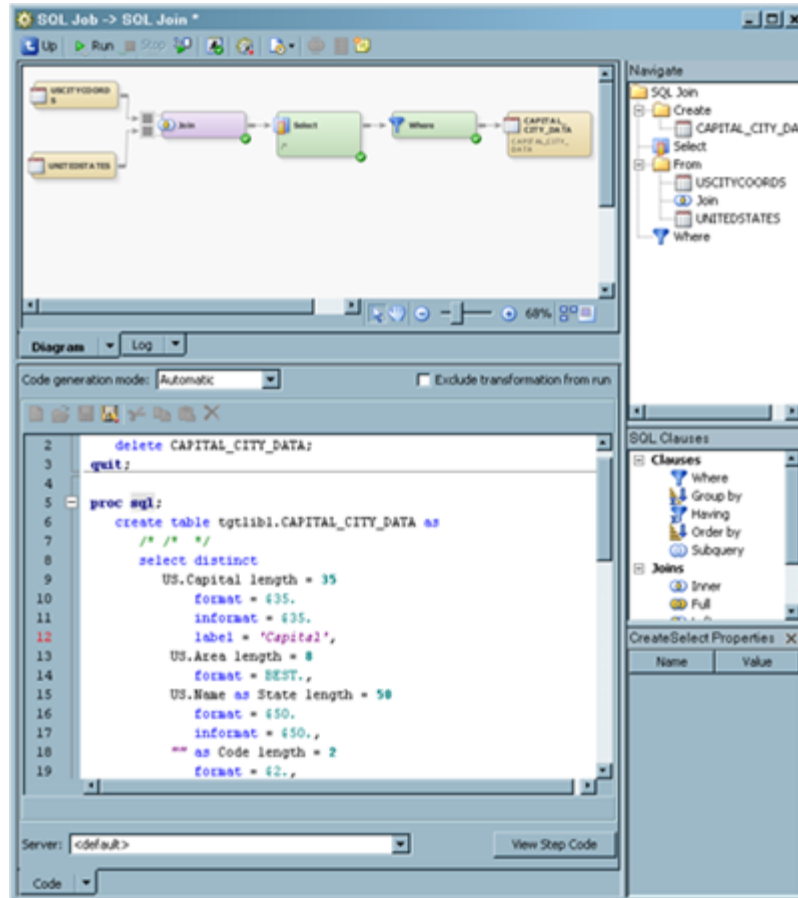 SQL Job -> SQL Join *
Up Run Stop
USCITYCOORD
S
UNITEDSTATES
Join
Select
Where
CAPITAL_
CITY_DATA
CAPITAL_CITY_
DATA
68%
Diagram Log
Navigate
SQL Join
Create
CAPITAL_CITY_DA
Select
From
USCITYCOORDS
Join
UNITEDSTATES
Where
Code generation mode: Automatic Exclude transformation from run
2 delete CAPITAL_CITY_DATA;
3 quit;
4
5 proc sql;
6 create table tgtlib1.CAPITAL_CITY_DATA as
7 /* /* */
8 select distinct
9 US.Capital length = 35
10 format = $35.
11 informat = $35.
12 label = 'Capital',
13 US.Area length = 8
14 format = BEST.,
15 US.Name as State length = 50
16 format = $50.
17 informat = $50.,
18 "" as Code length = 2
19 format = $2.,
SQL Clauses
Clauses
Where
Group by
Having
Order by
Subquery
Joins
Inner
Full
CreateSelect Properties
Name Value
Server: <default> View Step Code
Code